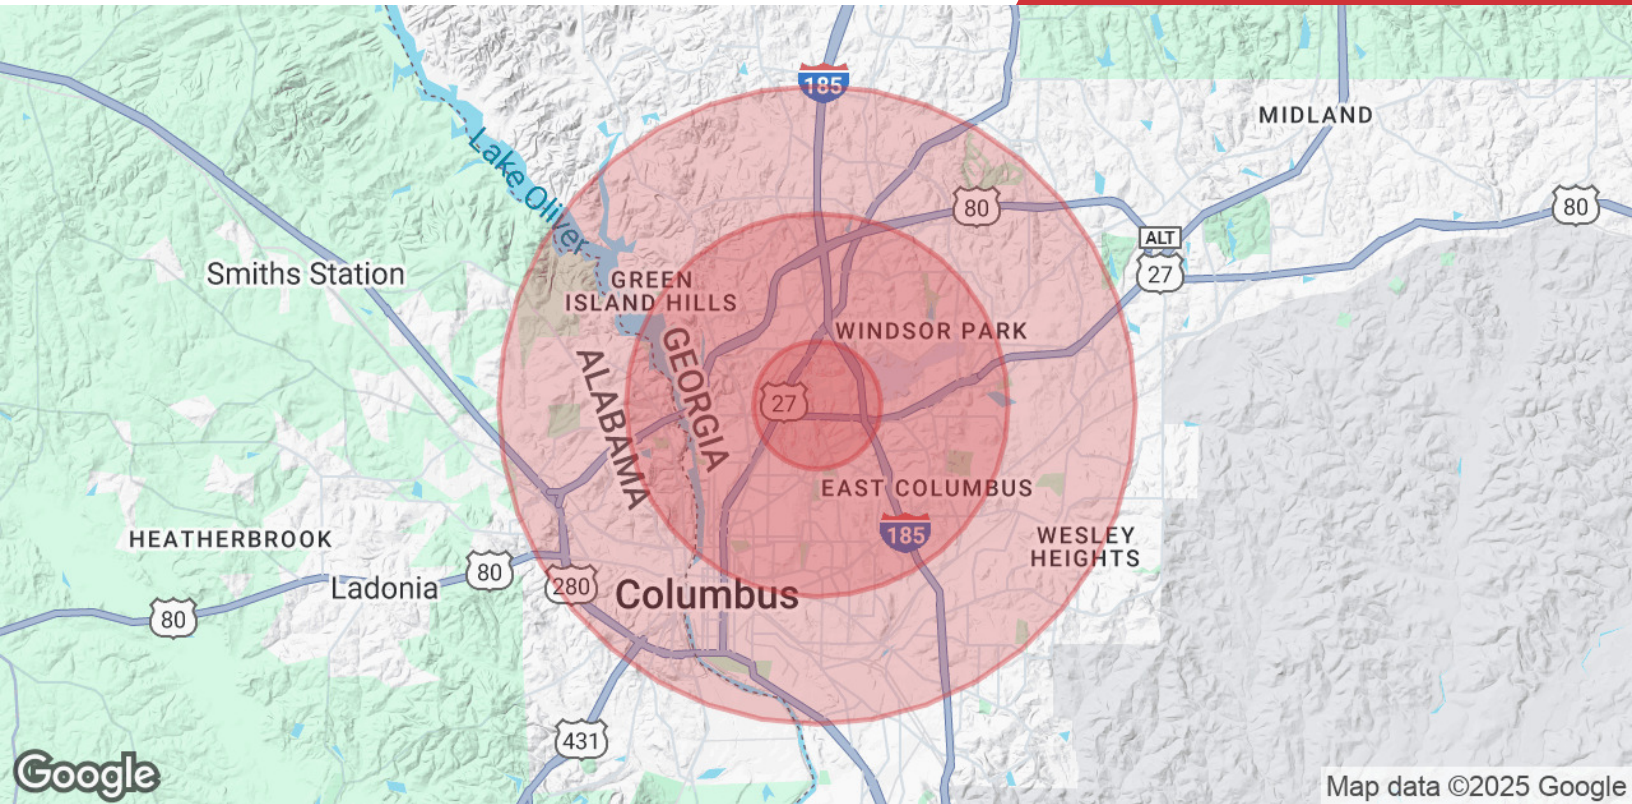 185
MIDLAND
Lake Oliver
80
80
ALT
27
Smiths Station
GREEN
ISLAND HILLS
WINDSOR PARK
GEORGIA
ALABAMA
27
EAST COLUMBUS
185
HEATHERBROOK
WESLEY
HEIGHTS
80
280
Ladonia
Columbus
80
431
Google
Map data ©2025 Google